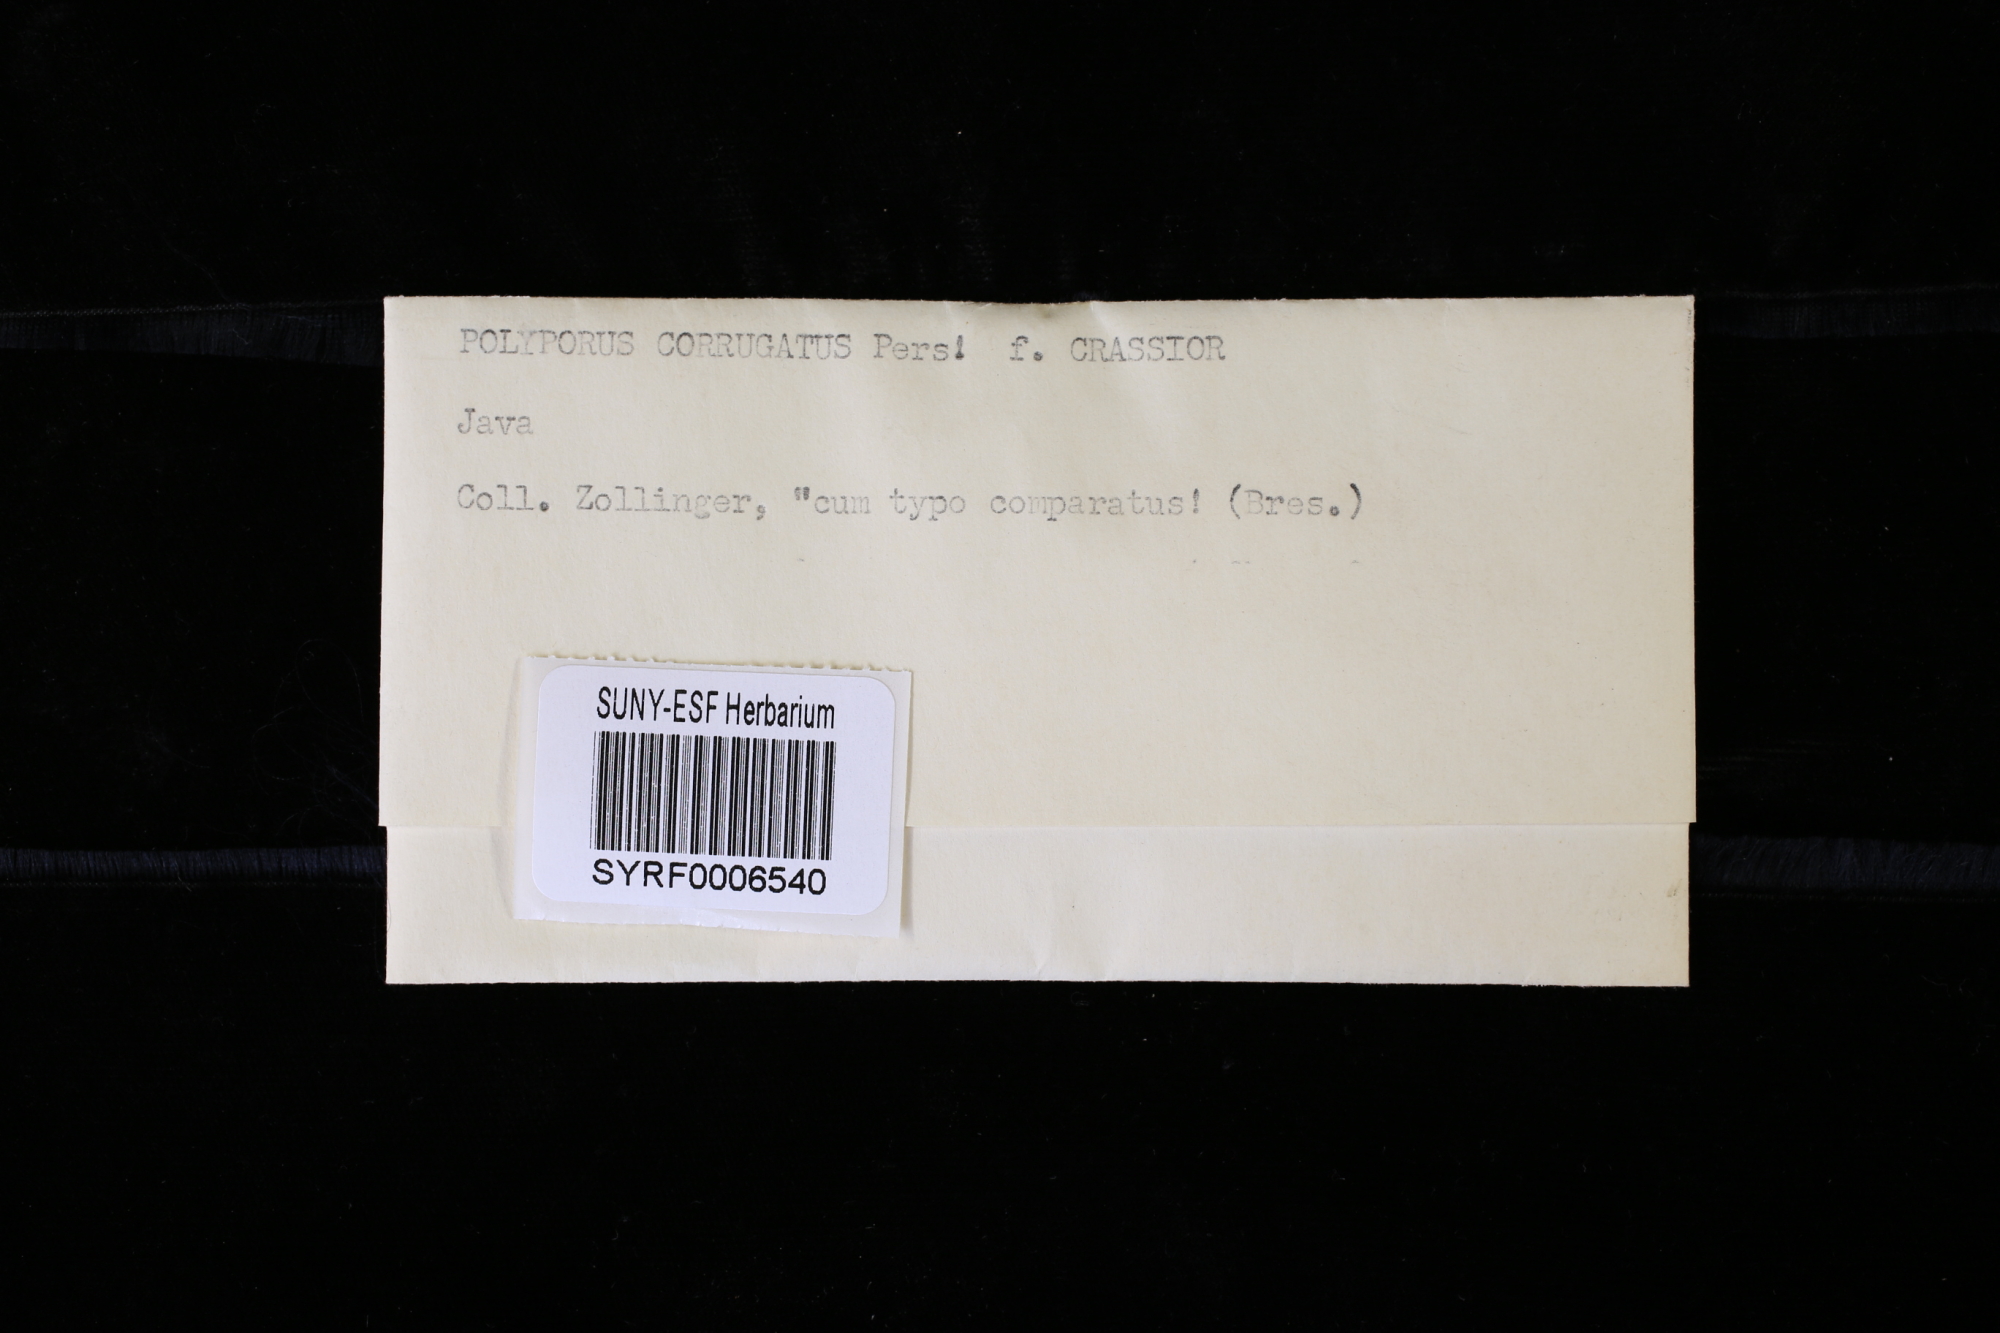 POLYPORUS CORRUGATUS Pers! f. CRASSIOR
Java
Coll. Zollinger, "cum typo comparatus! (Bres.)
SUNY-ESF Herbarium
SYRF0006540